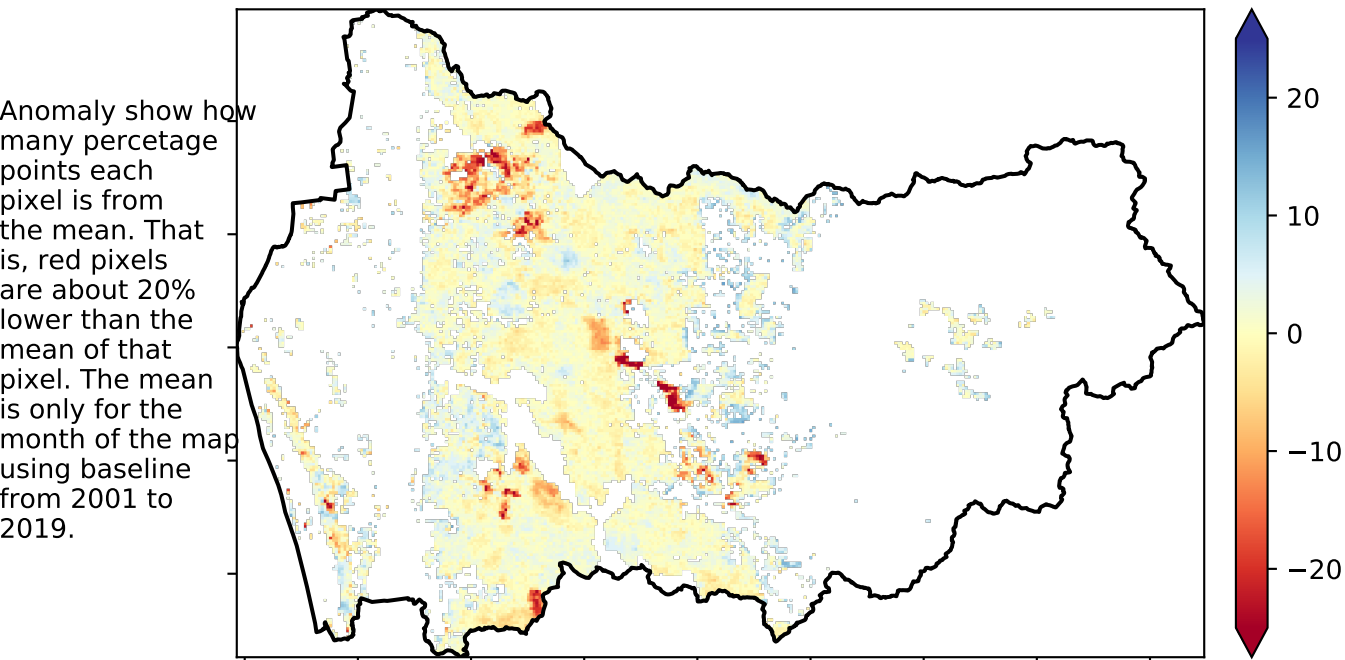 Anomaly show how
many percetage
points each
pixel is from
the mean. That
is, red pixels
are about 20%
lower than the
mean of that
pixel. The mean
is only for the
month of the map
using baseline
from 2001 to
2019.
20
10
0
−10
−20